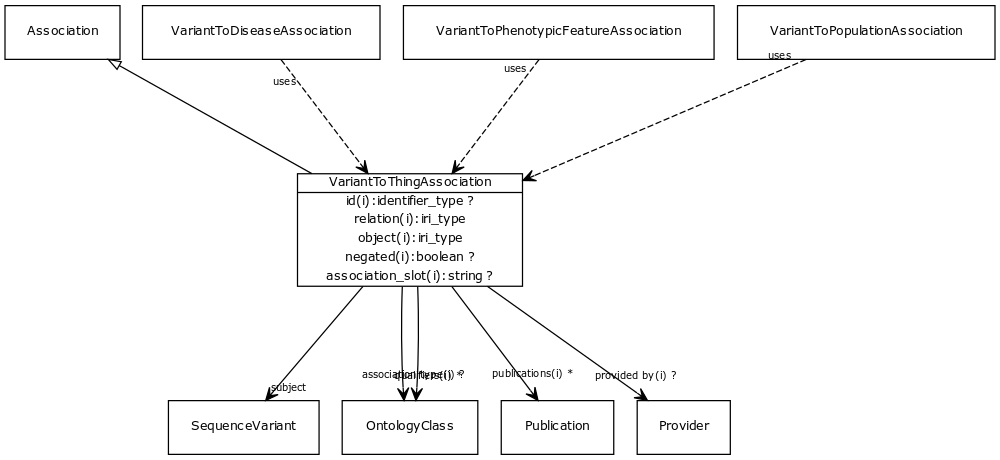 Association
VariantToDiseaseAssociation
VariantToPhenotypicFeatureAssociation
VariantToPopulationAssociation
uses
uses
uses
VariantToThingAssociation
id(i):identifier_type ?
relation(i):iri_type
object(i):iri_type
negated(i):boolean ?
association_slot(i):string ?
subject
association type(i) ?
qualifiers(i) *
publications(i) *
provided by(i) ?
SequenceVariant
OntologyClass
Publication
Provider